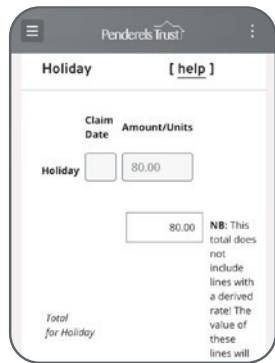 Penderels Trust
Holiday [ help ]
Claim Date Amount/Units
Holiday 80.00
80.00
NB: This
total does
not
include
lines with
a derived
rate! The
value of
these
lines will
Total
for Holiday